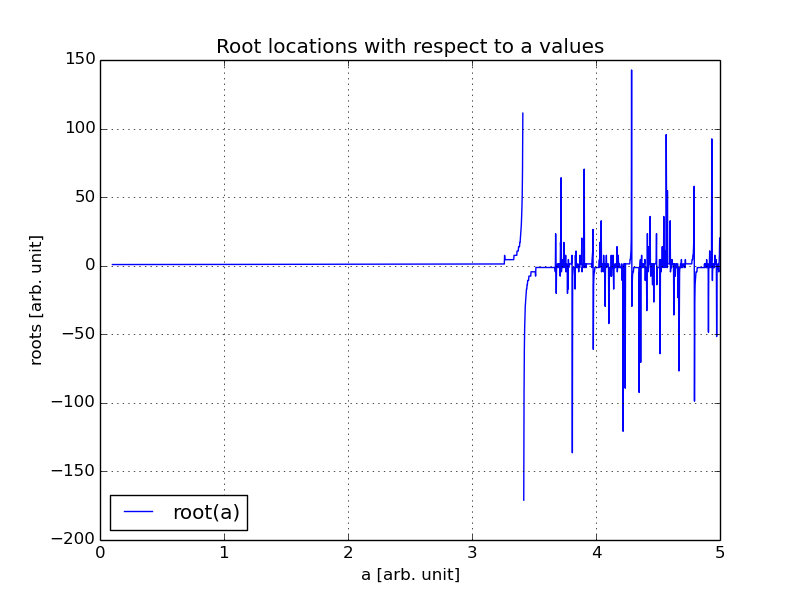 Root locations with respect to a values
150
100
50
0
−50
−100
−150
−200
roots [arb. unit]
root(a)
0 1 2 3 4 5
a [arb. unit]